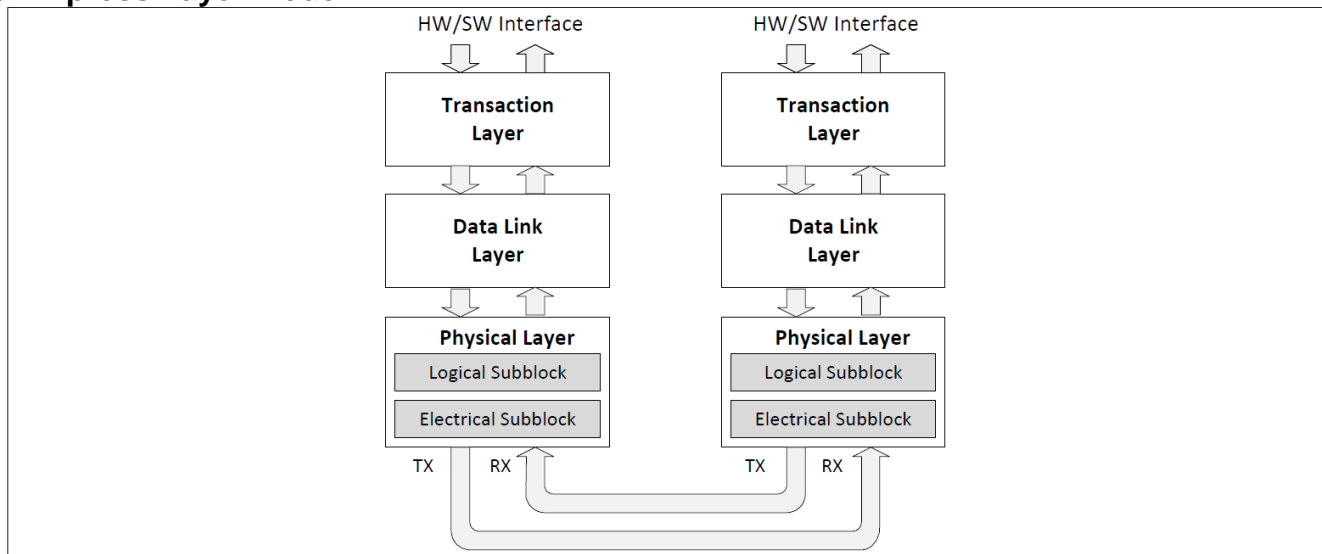 HW/SW Interface HW/SW Interface
Transaction Layer
Transaction Layer
Data Link Layer
Data Link Layer
Physical Layer
Logical Subblock
Electrical Subblock
Physical Layer
Logical Subblock
Electrical Subblock
TX RX TX RX